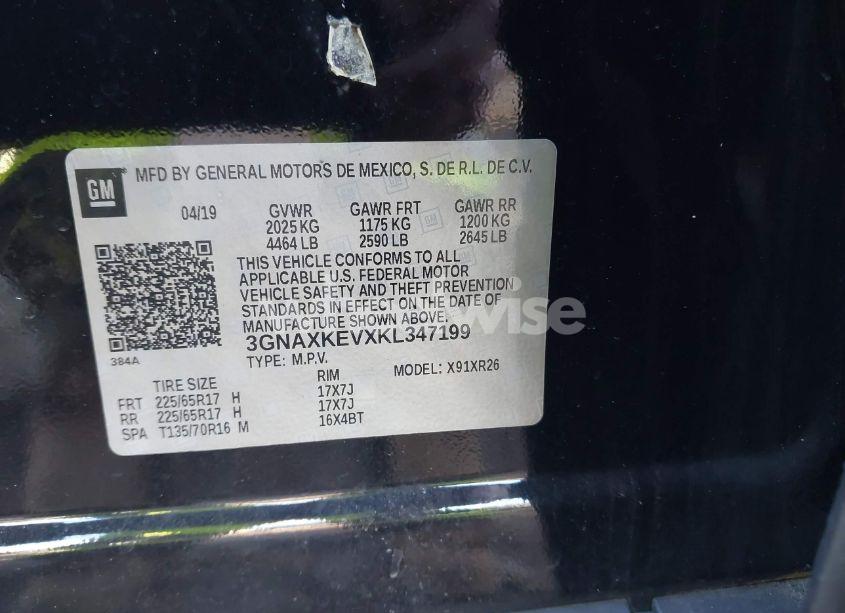 GM
MFD BY GENERAL MOTORS DE MEXICO, S. DE R.L. DE C.V.
04/19 GVWR GAWR FRT GAWR RR
2025 KG 1175 KG 1200 KG
4464 LB 2590 LB 2645 LB
THIS VEHICLE CONFORMS TO ALL
APPLICABLE U.S. FEDERAL MOTOR
VEHICLE SAFETY AND THEFT PREVENTION
STANDARDS IN EFFECT ON THE DATE OF
MANUFACTURE SHOWN ABOVE.
3GNAXKEVXKL347199
384A
TYPE: M.P.V. MODEL: X91XR26
TIRE SIZE RIM
FRT 225/65R17 H 17X7J
RR 225/65R17 H 17X7J
SPA T135/70R16 M 16X4BT